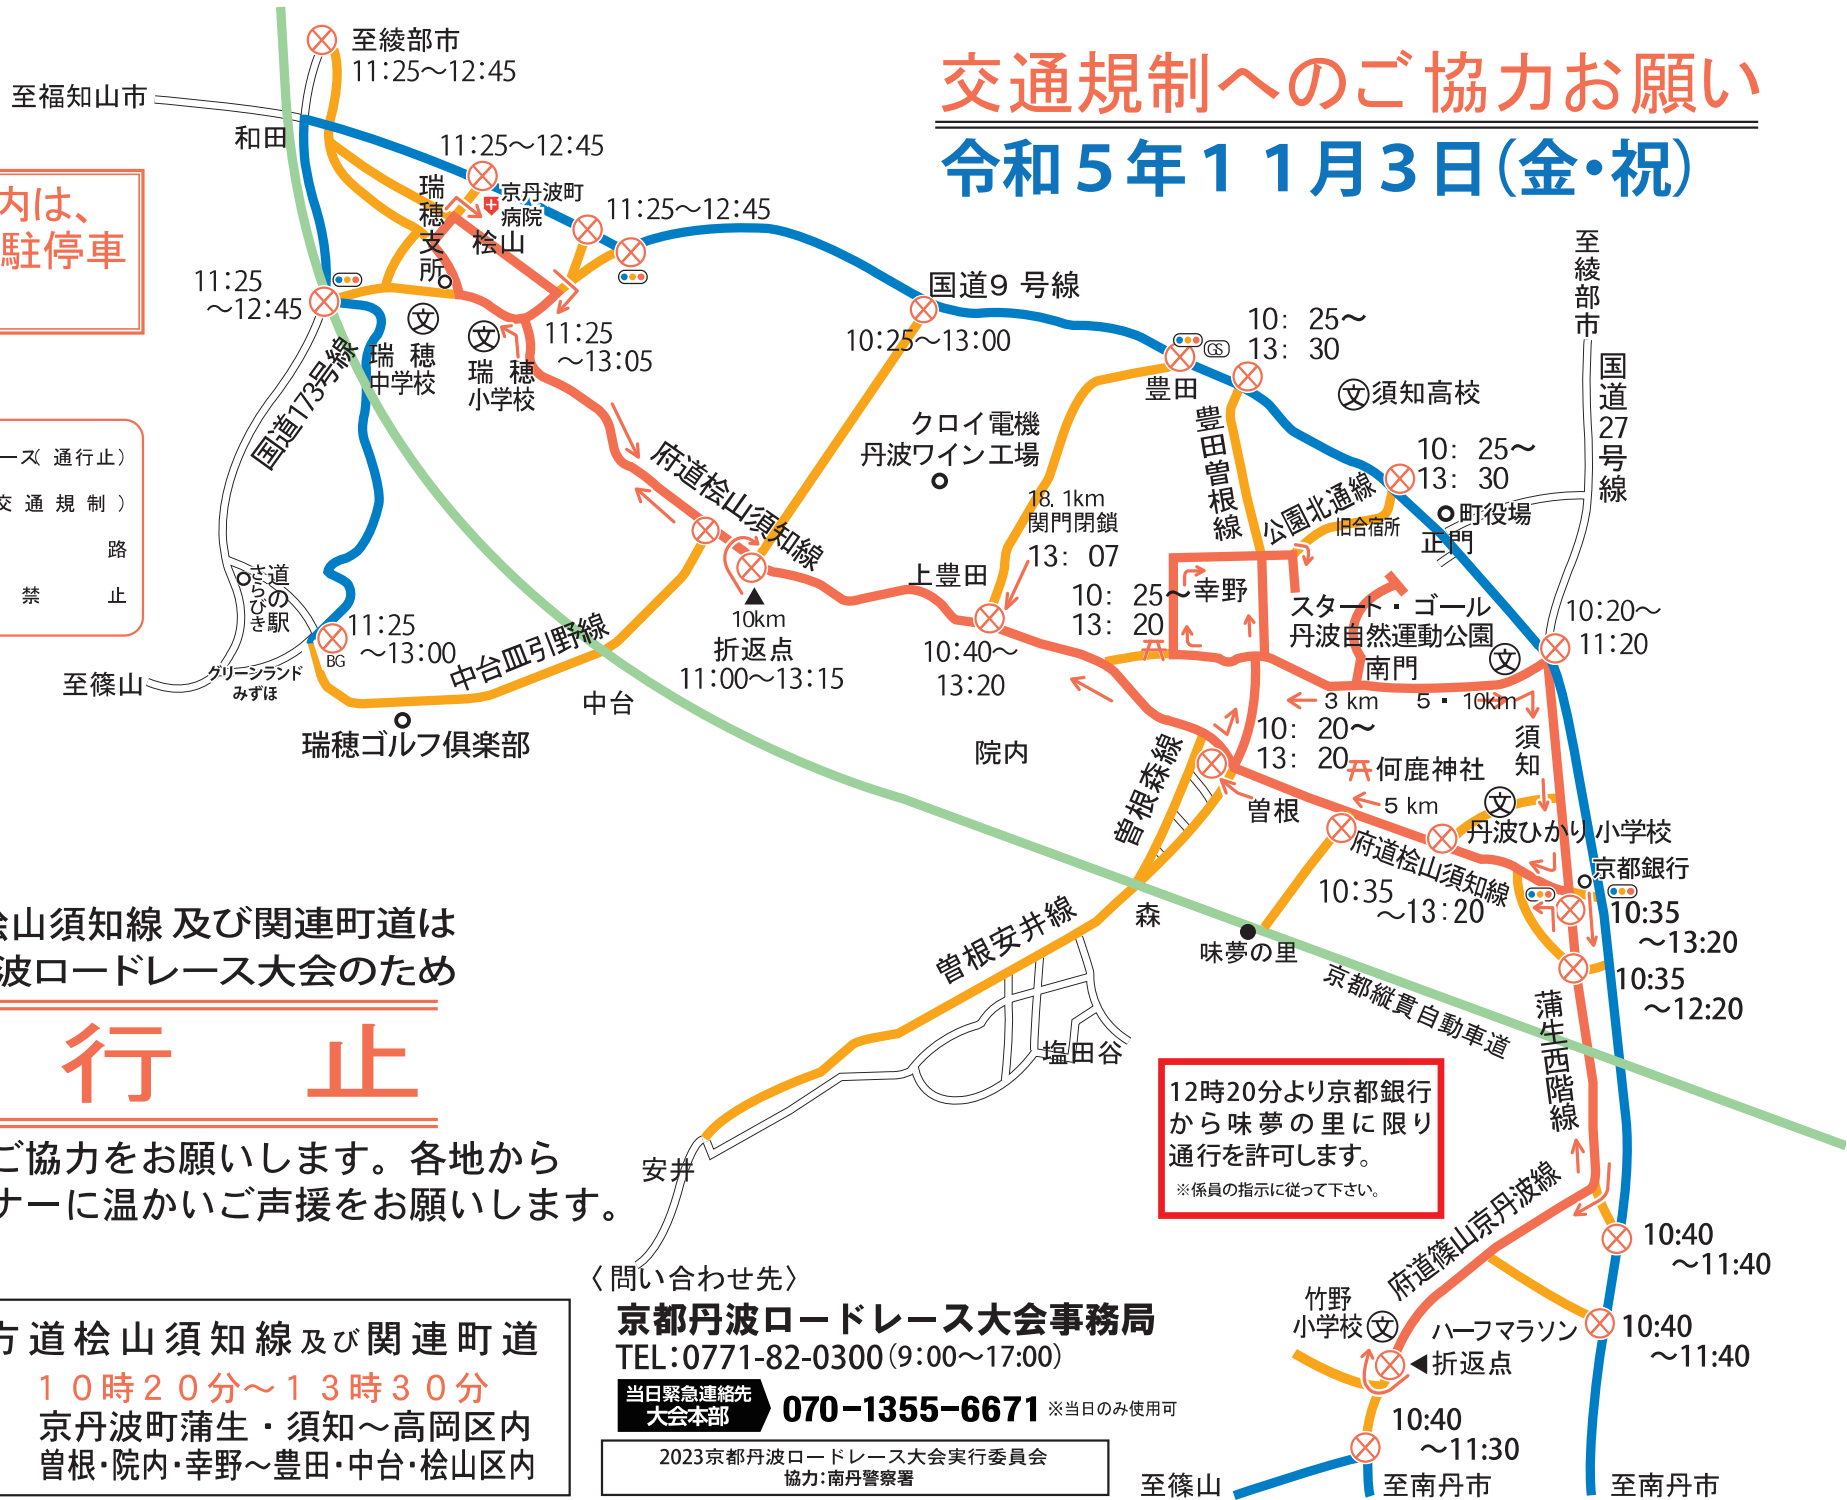 交通規制へのご協力お願い
令和5年11月3日(金・祝)
至綾部市
11:25〜12:45
至福知山市
和田
11:25〜12:45
内は、
駐停車
瑞穂支所
京丹波町
病院
桧山
11:25〜12:45
11:25
〜12:45
国道9号線
至綾部市
国道27号線
11:25
〜13:05
10:25〜13:00
10:25〜
13:30
豊田
GS
文
須知高校
国道173号線
瑞穂
中学校
文
瑞穂
小学校
文
クロイ電機
丹波ワイン工場
豊田曽根線
10:25〜
13:30
ース(通行止)
交通規制)
路
禁止
府道桧山須知線
18.1km
関門閉鎖
13:07
公園北通線
旧合宿所
町役場
正門
道の駅
さらびき
10km
折返点
11:00〜13:15
上豊田
10:25〜
13:20
幸野
スタート・ゴール
丹波自然運動公園
南門
文
10:20〜
11:20
11:25
〜13:00
BG
グリーンランド
みずほ
至篠山
中台皿引野線
中台
10:40〜
13:20
3km
5・10km
瑞穂ゴルフ倶楽部
院内
曽根森線
10:20〜
13:20
何鹿神社
須知
5km
曽根
文
丹波ひかり小学校
府道桧山須知線
京都銀行
10:35
〜13:20
10:35
〜13:20
10:35
〜12:20
森
味夢の里
曽根安井線
京都縦貫自動車道
蒲生西階線
塩田谷
桧山須知線 及び関連町道は
波ロードレース大会のため
行止
ご協力をお願いします。各地から
ナーに温かいご声援をお願いします。
安井
12時20分より京都銀行
から味夢の里に限り
通行を許可します。
※係員の指示に従って下さい。
府道篠山京丹波線
10:40
〜11:40
竹野
小学校
文
ハーフマラソン
◀折返点
10:40
〜11:40
10:40
〜11:30
至篠山
至南丹市
至南丹市
道桧山須知線及び関連町道
10時20分〜13時30分
京丹波町蒲生・須知〜高岡区内
曽根・院内・幸野〜豊田・中台・桧山区内
〈問い合わせ先〉
京都丹波ロードレース大会事務局
TEL:0771-82-0300(9:00〜17:00)
当日緊急連絡先
大会本部
070-1355-6671
※当日のみ使用可
2023京都丹波ロードレース大会実行委員会
協力:南丹警察署